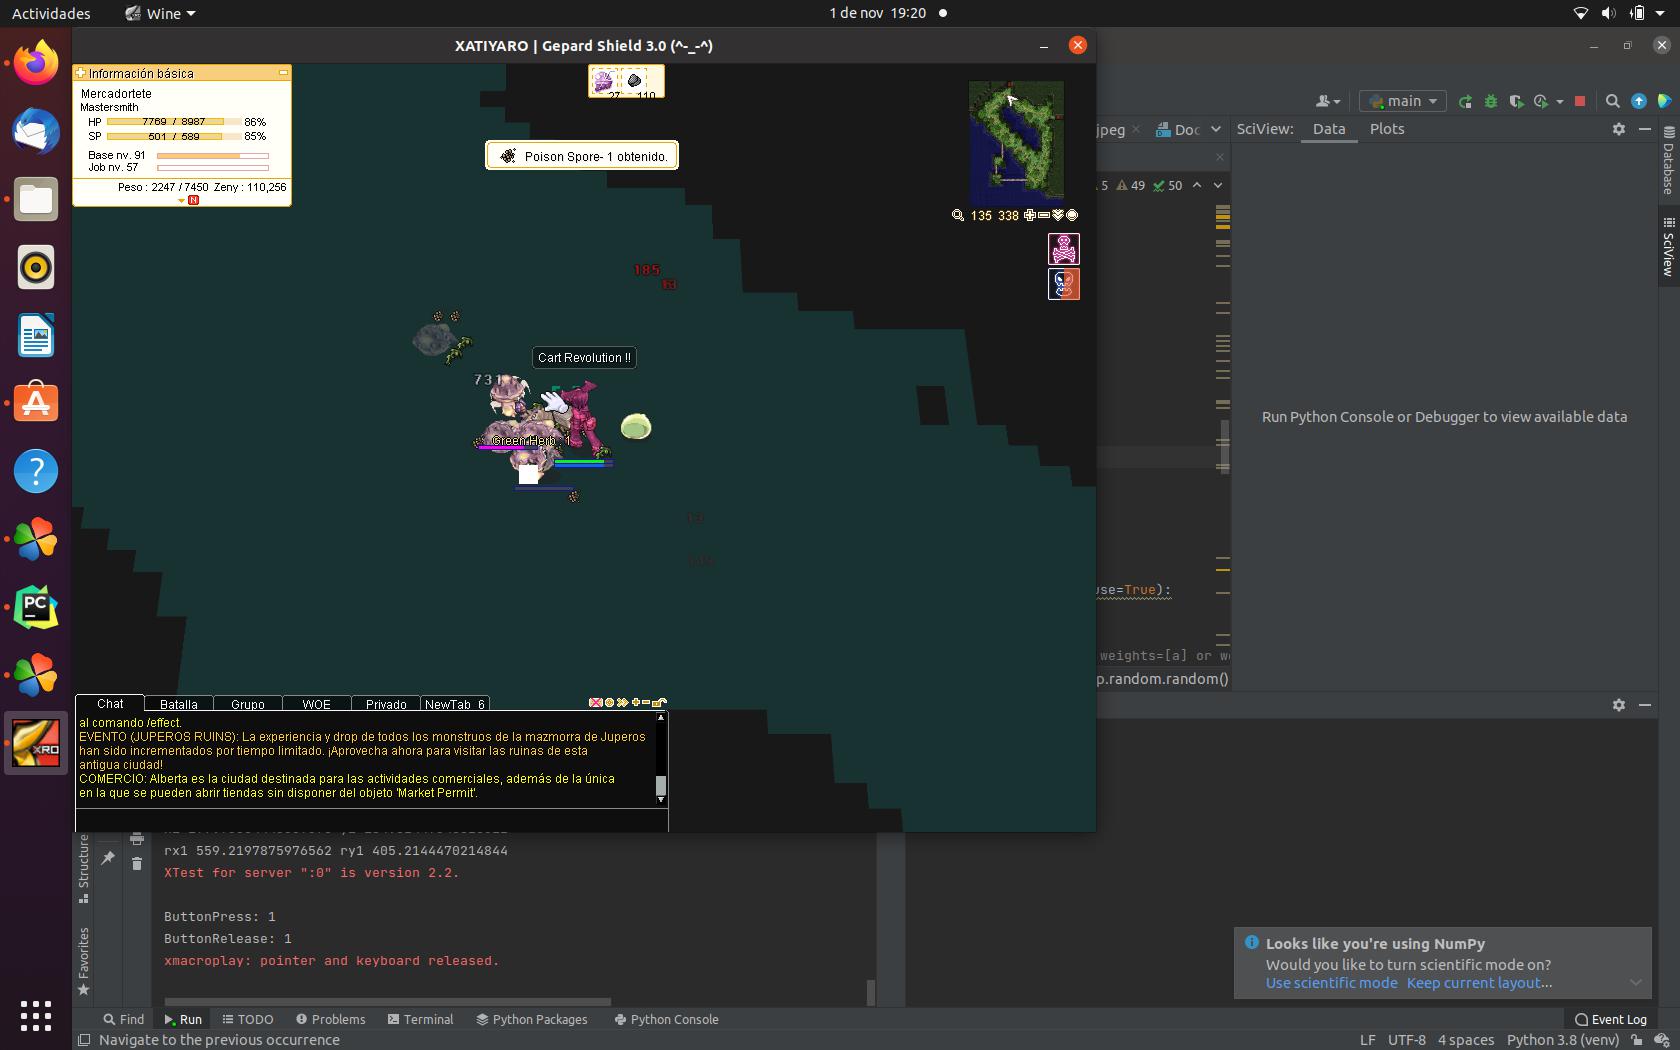 Actividades
Wine
1 de nov 19:20
XATIYARO | Gepard Shield 3.0 (^-_-^)
Información básica
Mercadortete
Mastersmith
HP 7769 / 8987 86%
SP 501 / 589 85%
Base nv. 91
Job nv. 57
Peso : 2247 / 7450 Zeny : 110,256
N
27 110
Poison Spore- 1 obtenido.
135 338
185
13
Cart Revolution !!
731
Green Herb : 1
13
Chat Batalla Grupo WOE Privado NewTab_6
al comando /effect.
EVENTO (JUPEROS RUINS): La experiencia y drop de todos los monstruos de la mazmorra de Juperos
han sido incrementados por tiempo limitado. ¡Aprovecha ahora para visitar las ruinas de esta
antigua ciudad!
COMERCIO: Alberta es la ciudad destinada para las actividades comerciales, además de la única
en la que se pueden abrir tiendas sin disponer del objeto 'Market Permit'.
main
jpeg
Doc
SciView: Data Plots
5 49 50
Database
SciView
Run Python Console or Debugger to view available data
use=True):
weights=[a] or we
p.random.random()
rx1 559.2197875976562 ry1 405.2144470214844
XTest for server ":0" is version 2.2.
ButtonPress: 1
ButtonRelease: 1
xmacroplay: pointer and keyboard released.
Structure
Favorites
Looks like you're using NumPy
Would you like to turn scientific mode on?
Use scientific mode Keep current layout...
Find Run TODO Problems Terminal Python Packages Python Console Event Log
Navigate to the previous occurrence
LF UTF-8 4 spaces Python 3.8 (venv)
PC
XRO